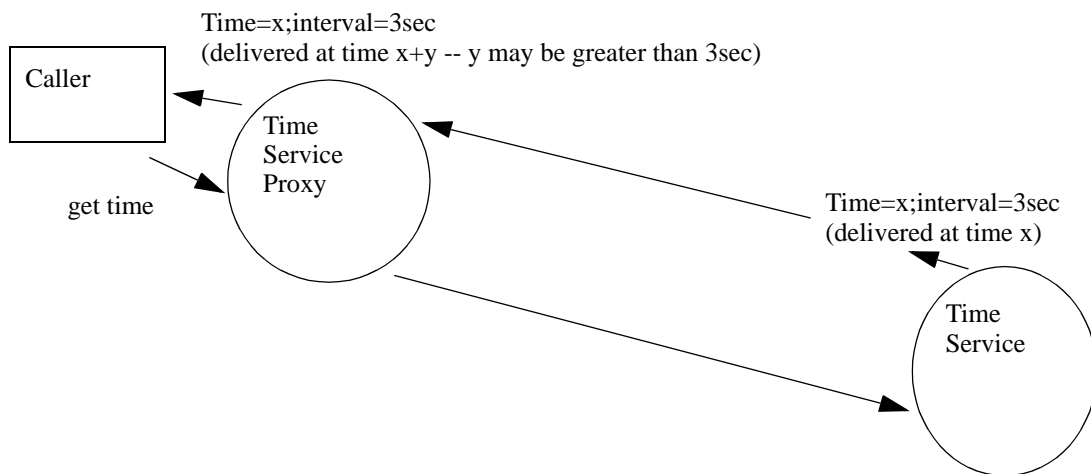 Time=x;interval=3sec
(delivered at time x+y -- y may be greater than 3sec)
Caller
Time
Service
Proxy
get time
Time=x;interval=3sec
(delivered at time x)
Time
Service